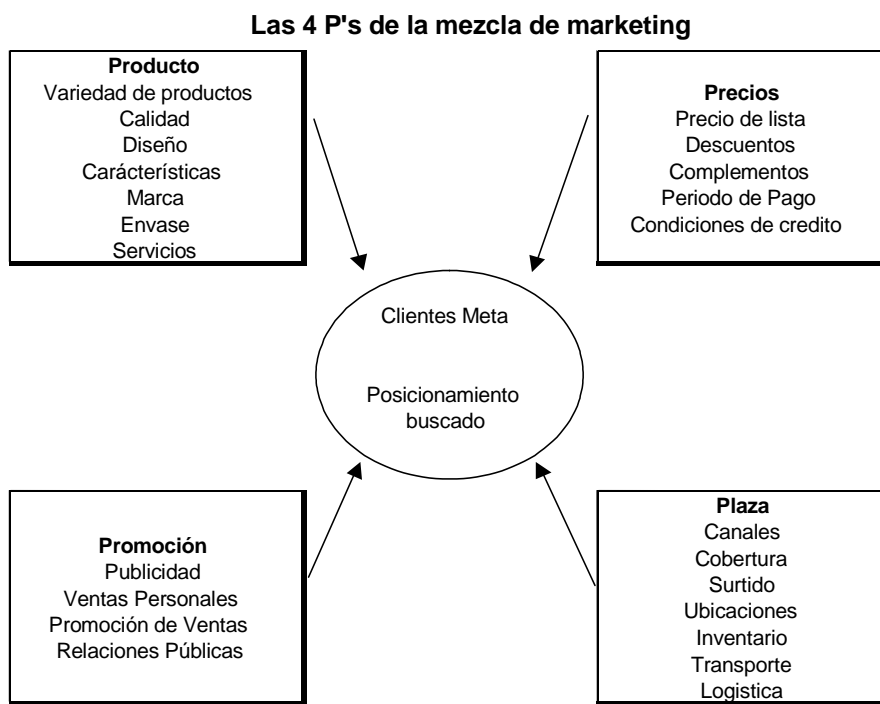 Las 4 P's de la mezcla de marketing
Producto
Variedad de productos
Calidad
Diseño
Carácterísticas
Marca
Envase
Servicios
Precios
Precio de lista
Descuentos
Complementos
Periodo de Pago
Condiciones de credito
Clientes Meta
Posicionamiento
buscado
Promoción
Publicidad
Ventas Personales
Promoción de Ventas
Relaciones Públicas
Plaza
Canales
Cobertura
Surtido
Ubicaciones
Inventario
Transporte
Logistica